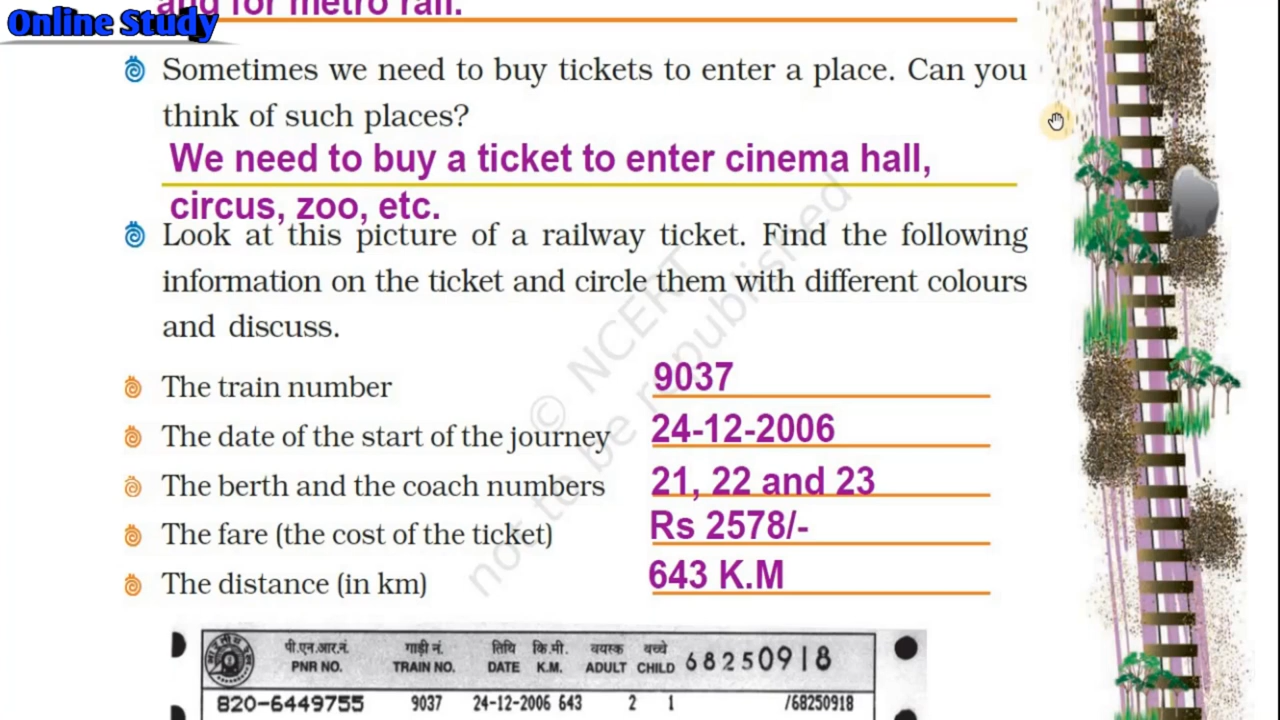 and for metro rail.
Online Study
Sometimes we need to buy tickets to enter a place. Can you
think of such places?
We need to buy a ticket to enter cinema hall,
circus, zoo, etc.
Look at this picture of a railway ticket. Find the following
information on the ticket and circle them with different colours
and discuss.
The train number 9037
The date of the start of the journey 24-12-2006
The berth and the coach numbers 21, 22 and 23
The fare (the cost of the ticket) Rs 2578/-
The distance (in km) 643 K.M
© NCERT
not to be republished
पी.एन.आर.नं. गाड़ी नं. तिथि कि.मी. वयस्क बच्चे
PNR NO. TRAIN NO. DATE K.M. ADULT CHILD 68250918
820-6449755 9037 24-12-2006 643 2 1 /68250918